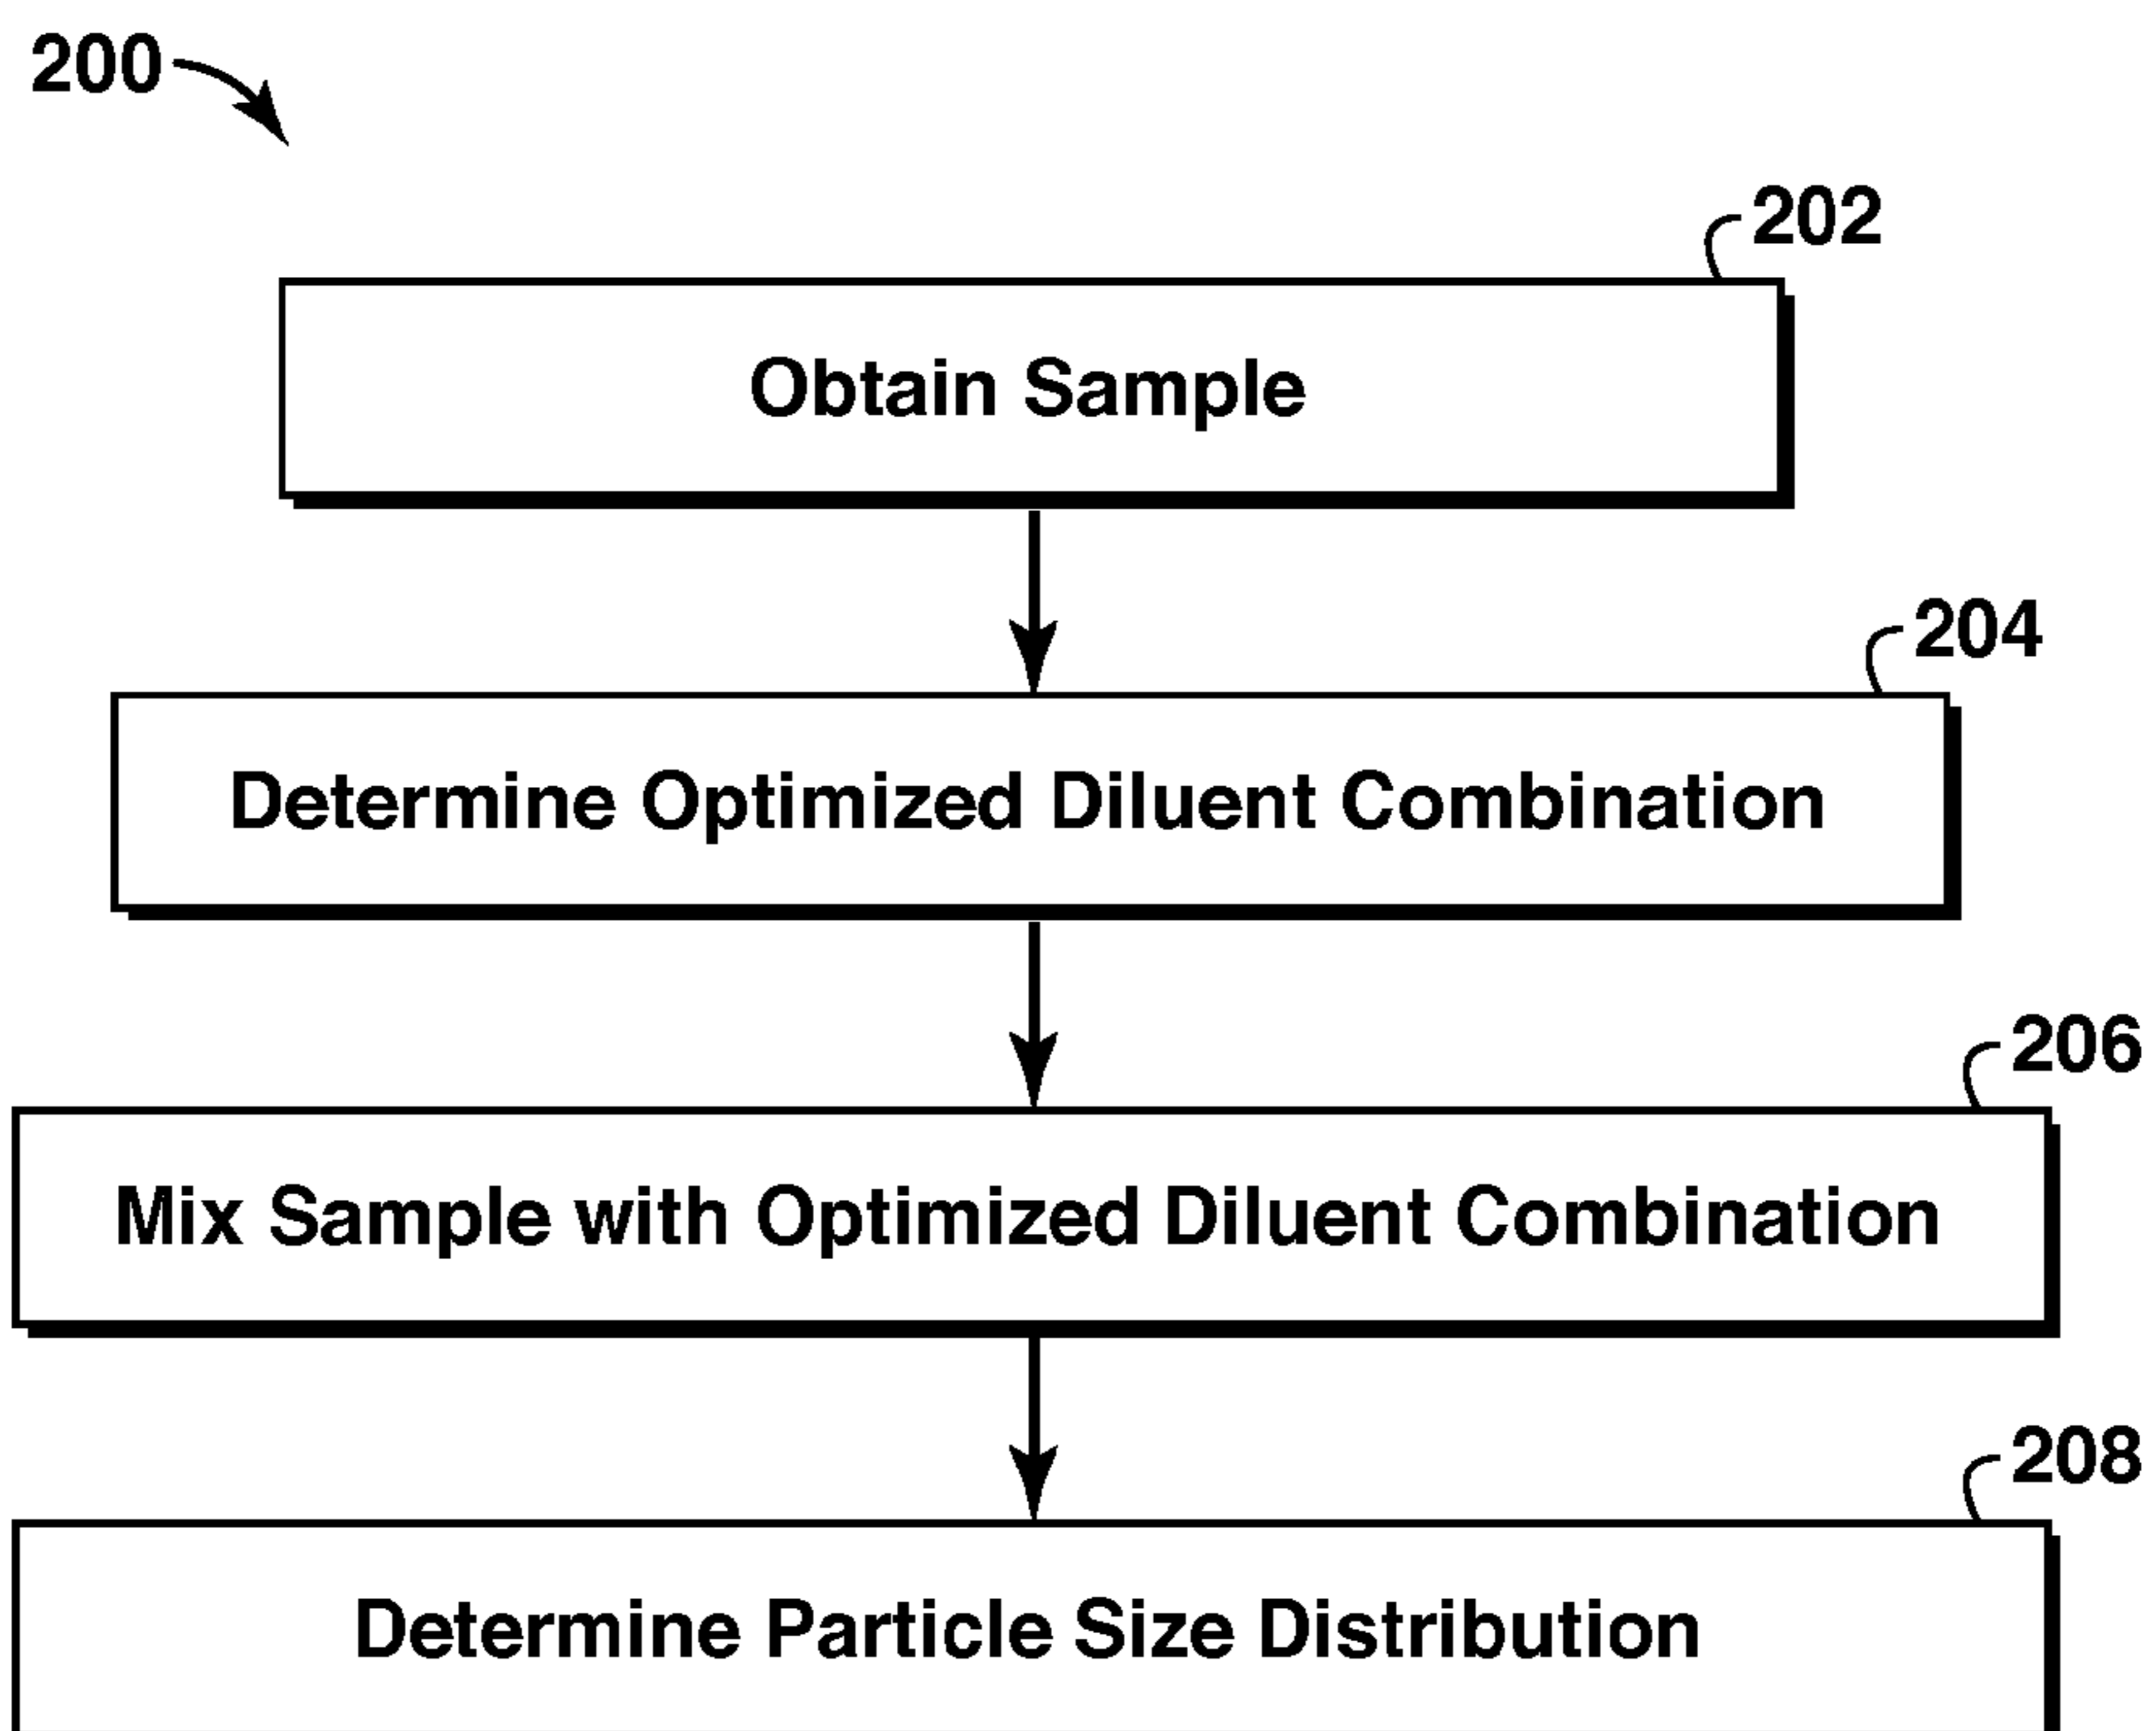 200
202
Obtain Sample
204
Determine Optimized Diluent Combination
206
Mix Sample with Optimized Diluent Combination
208
Determine Particle Size Distribution